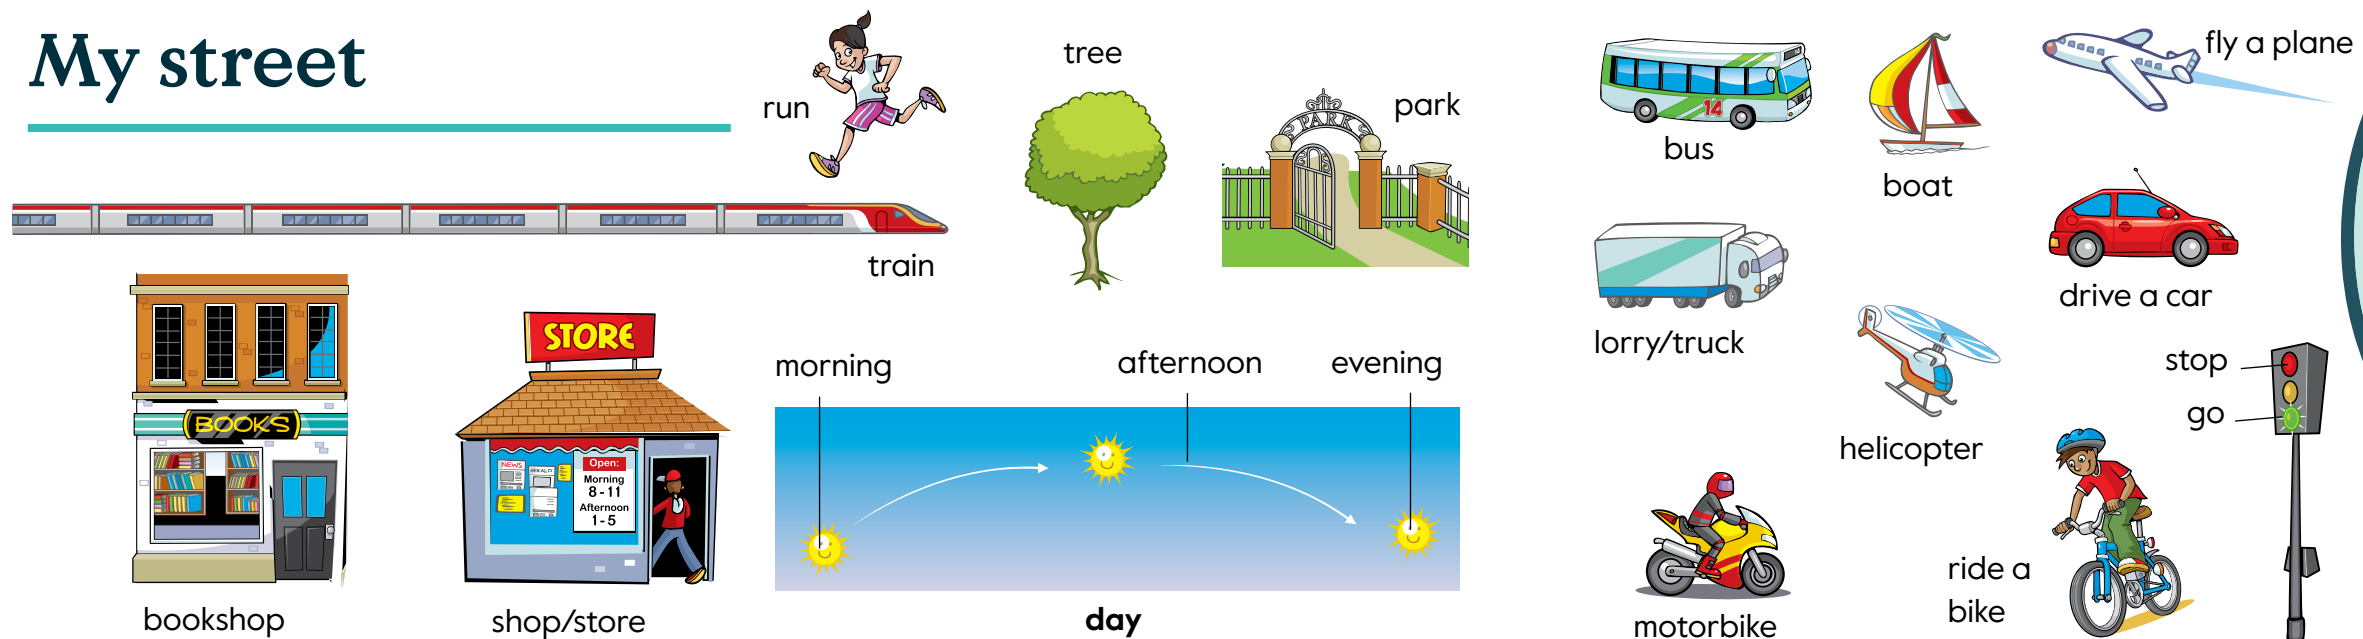 My street
run
tree
park
PARK
train
bus
14
boat
fly a plane
lorry/truck
drive a car
helicopter
stop
go
motorbike
ride a
bike
BOOKS
bookshop
STORE
NEWS
HERALD
Open:
Morning
8 - 11
Afternoon
1 - 5
shop/store
morning
afternoon
evening
day